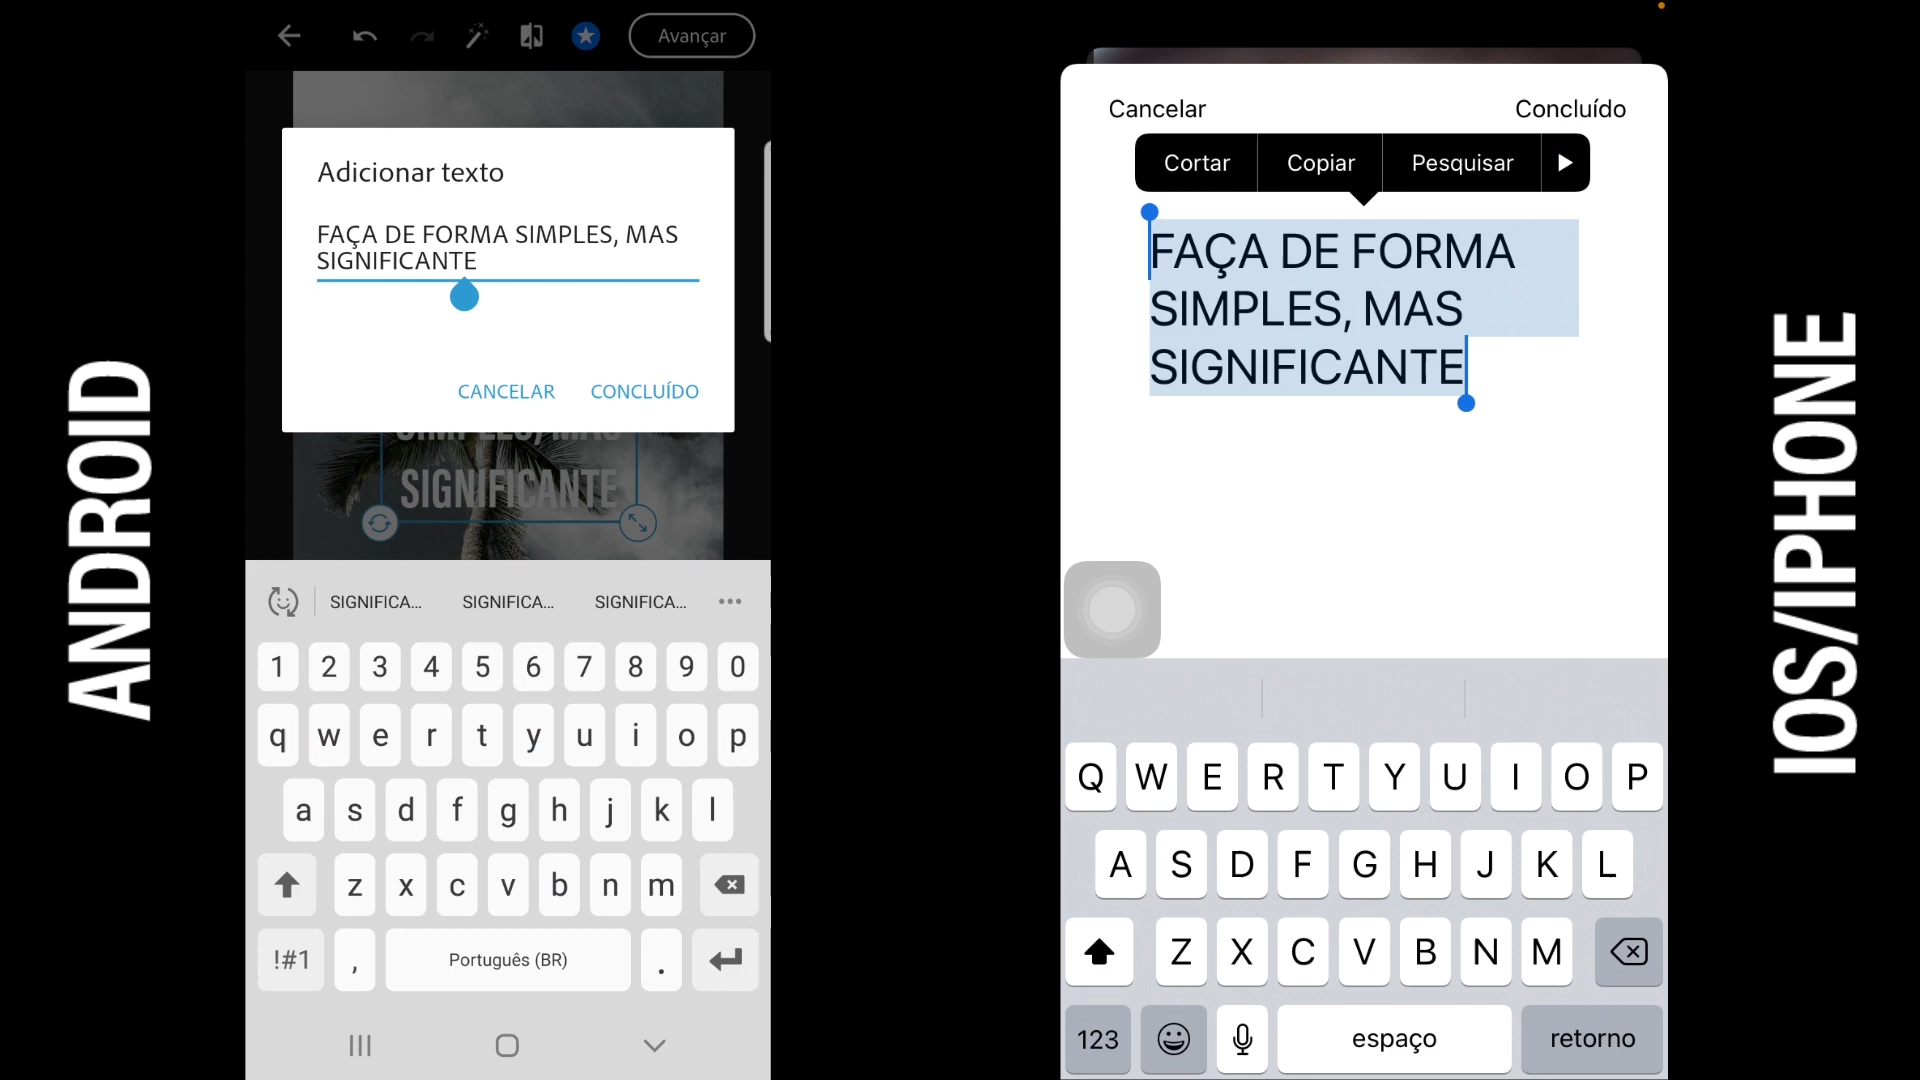 ANDROID
Avançar
Adicionar texto
FAÇA DE FORMA SIMPLES, MAS
SIGNIFICANTE
CANCELAR CONCLUÍDO
SIMPLES, MAS
SIGNIFICANTE
SIGNIFICA... SIGNIFICA... SIGNIFICA... •••
1 2 3 4 5 6 7 8 9 0
q w e r t y u i o p
a s d f g h j k l
z x c v b n m
!#1 , Português (BR) .
Cancelar Concluído
Cortar Copiar Pesquisar
FAÇA DE FORMA
SIMPLES, MAS
SIGNIFICANTE
Q W E R T Y U I O P
A S D F G H J K L
Z X C V B N M
123 espaço retorno
IOS/IPHONE